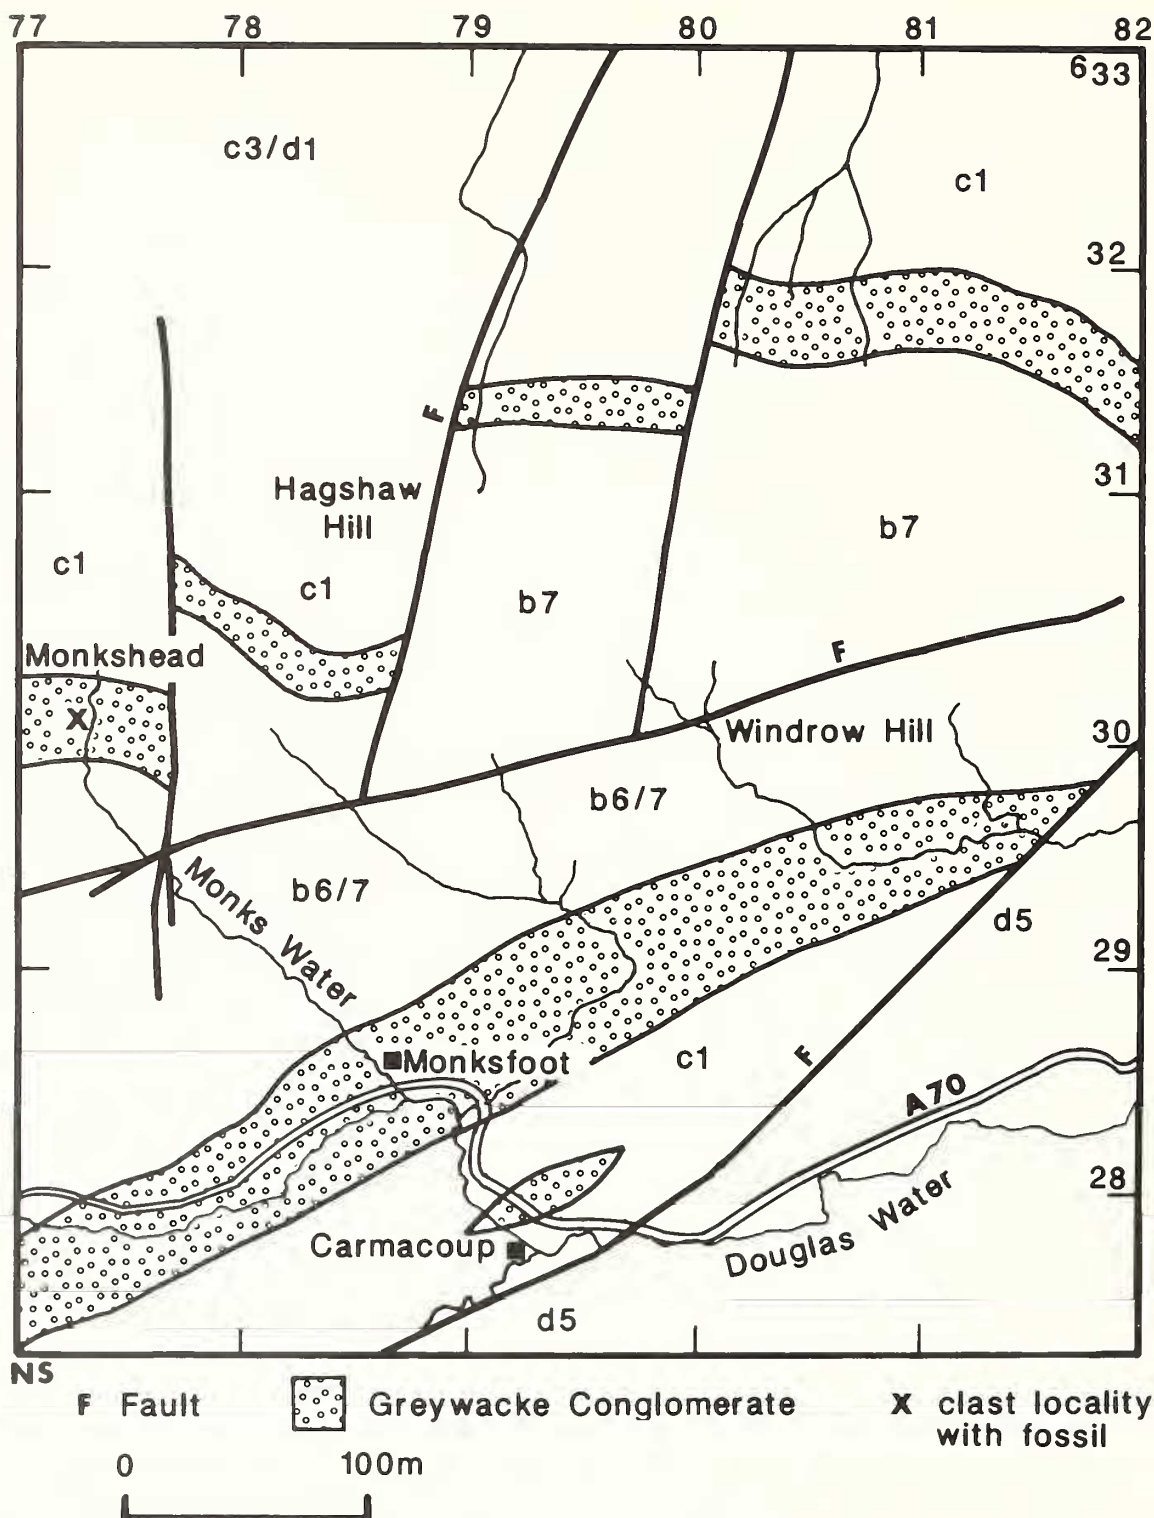 77 78 79 80 81 82
633
c3/d1
c1
32
F
31
Hagshaw
Hill
b7
c1
c1
b7
Monkshead
F
X
Windrow Hill
30
b6/7
b6/7
Monks Water
d5
29
Monksfoot
c1
F
A70
28
Carmacoup
Douglas Water
d5
NS
F Fault
Greywacke Conglomerate
X clast locality
with fossil
0 100m